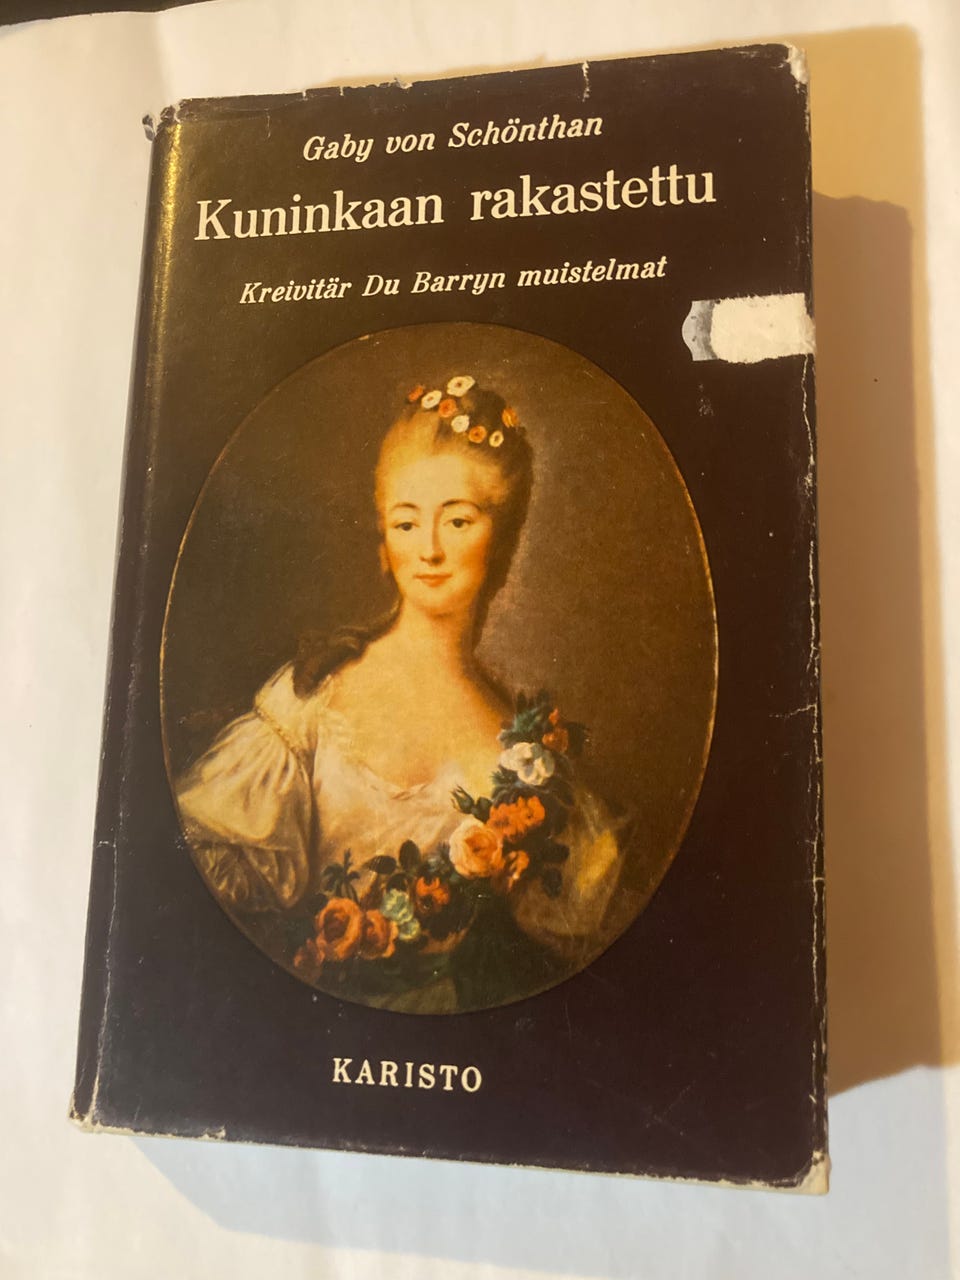 Gaby von Schönthan
Kuninkaan rakastettu
Kreivitär Du Barryn muistelmat
KARISTO